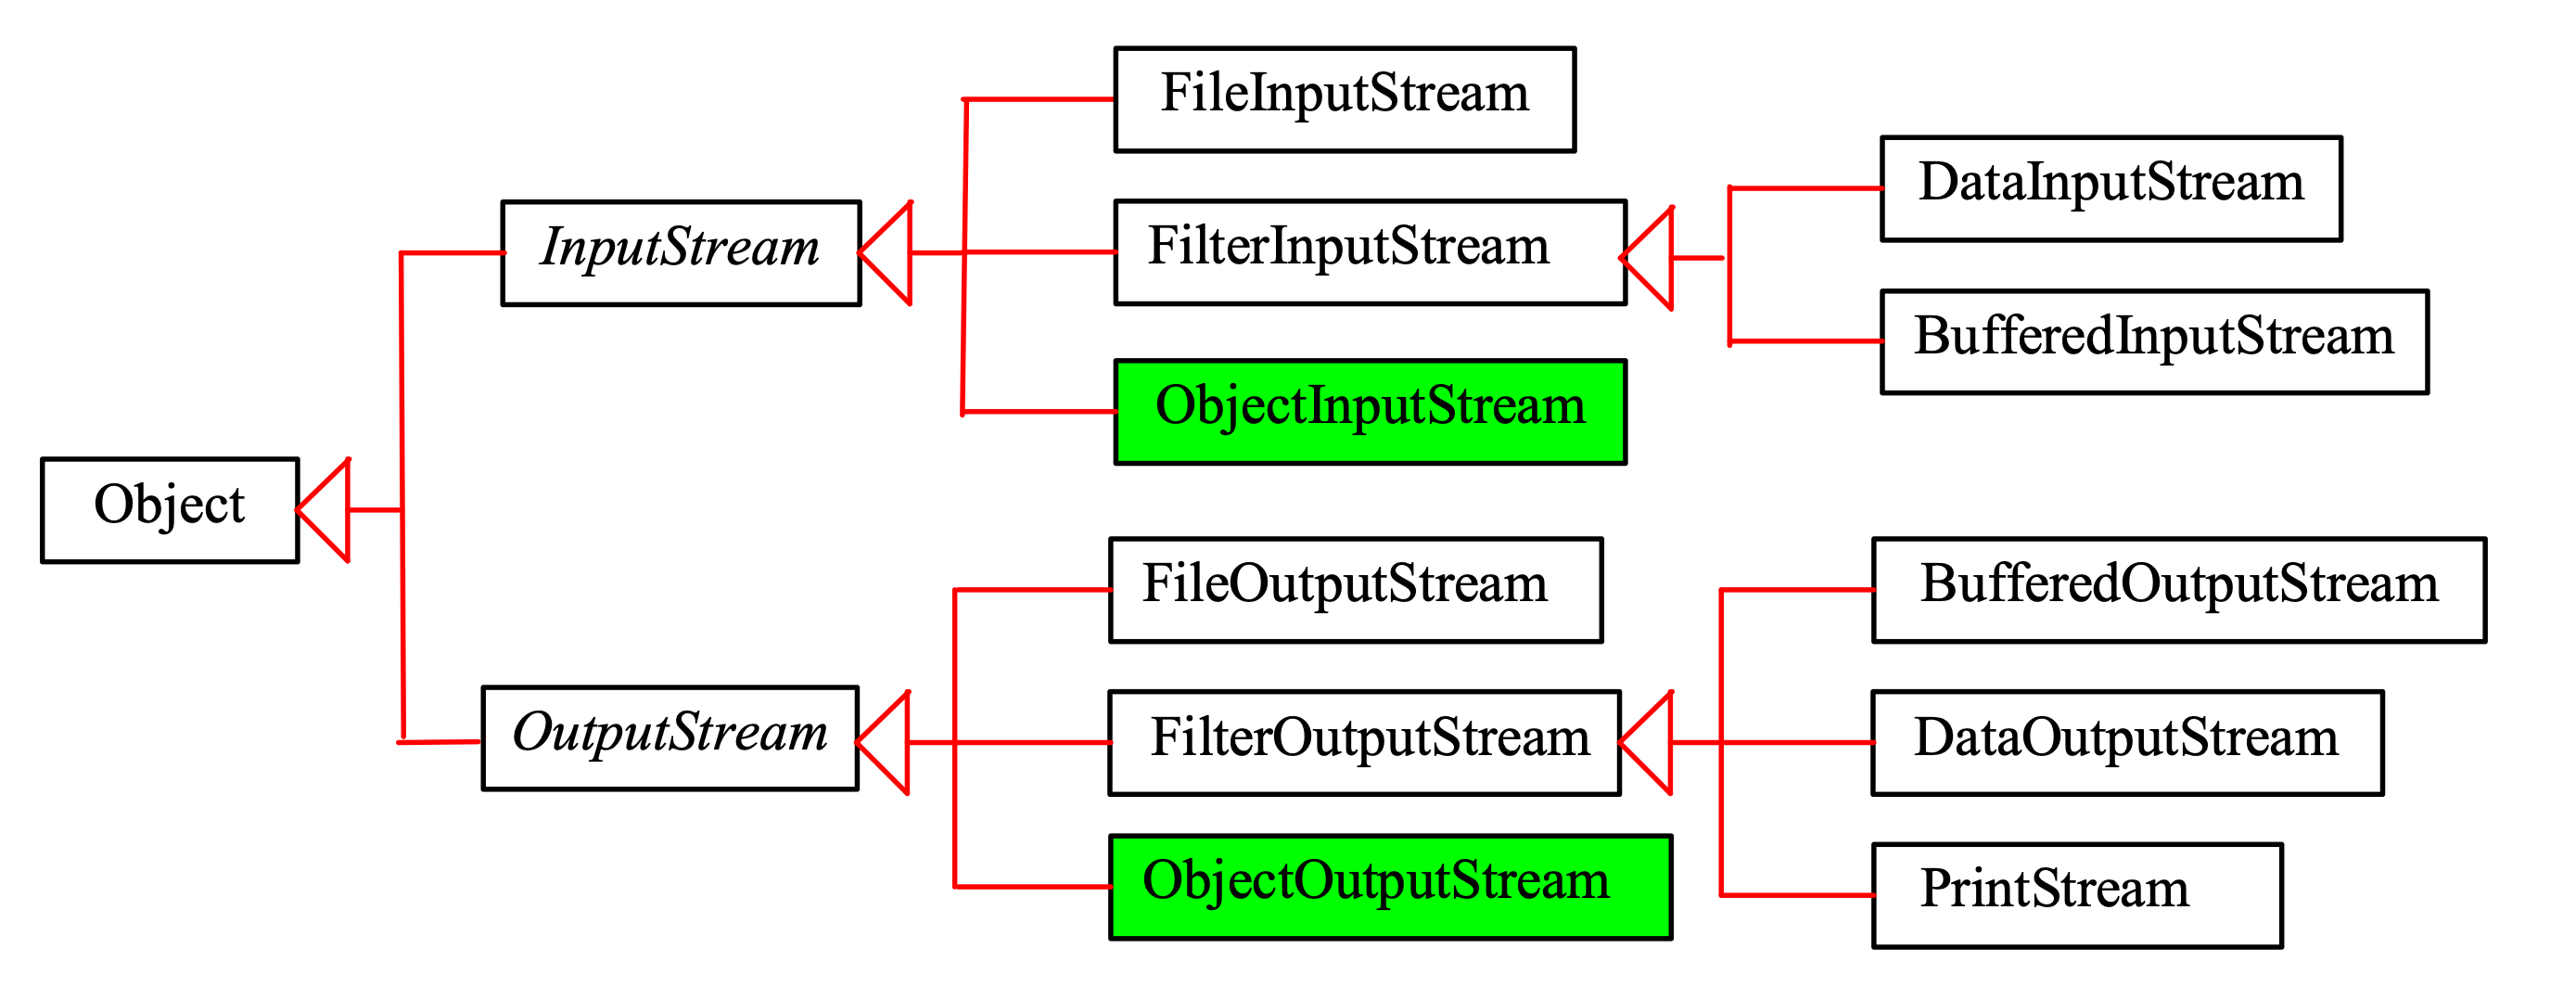 FileInputStream
DataInputStream
InputStream
FilterInputStream
BufferedInputStream
ObjectInputStream
Object
FileOutputStream
BufferedOutputStream
OutputStream
FilterOutputStream
DataOutputStream
ObjectOutputStream
PrintStream